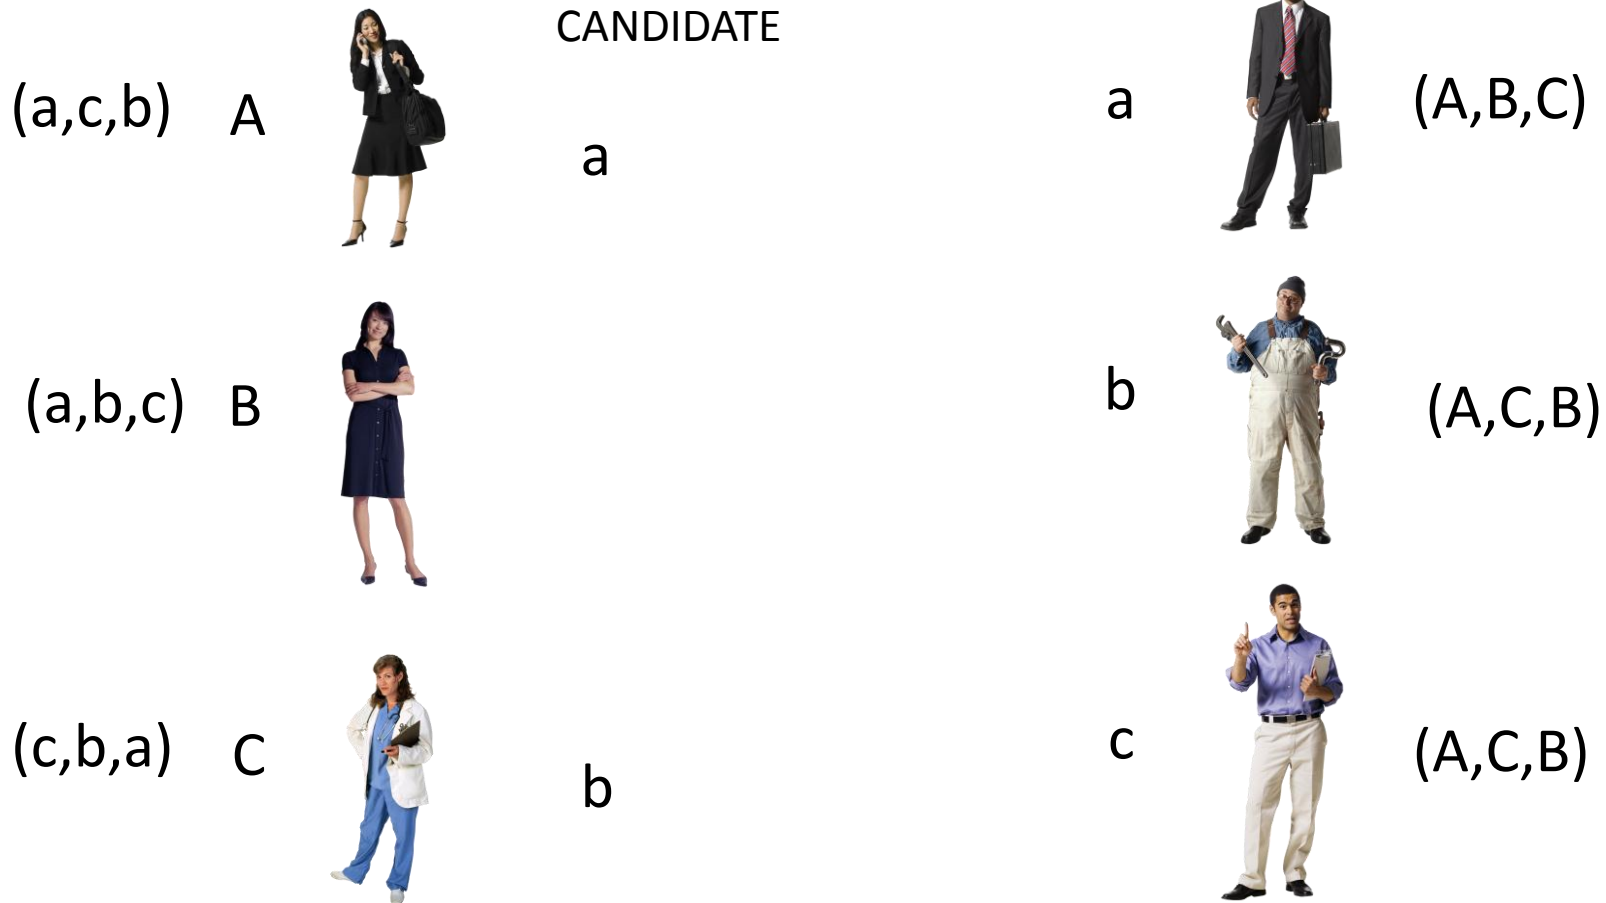 CANDIDATE
(a,c,b) A a a (A,B,C)
(a,b,c) B b (A,C,B)
(c,b,a) C b c (A,C,B)